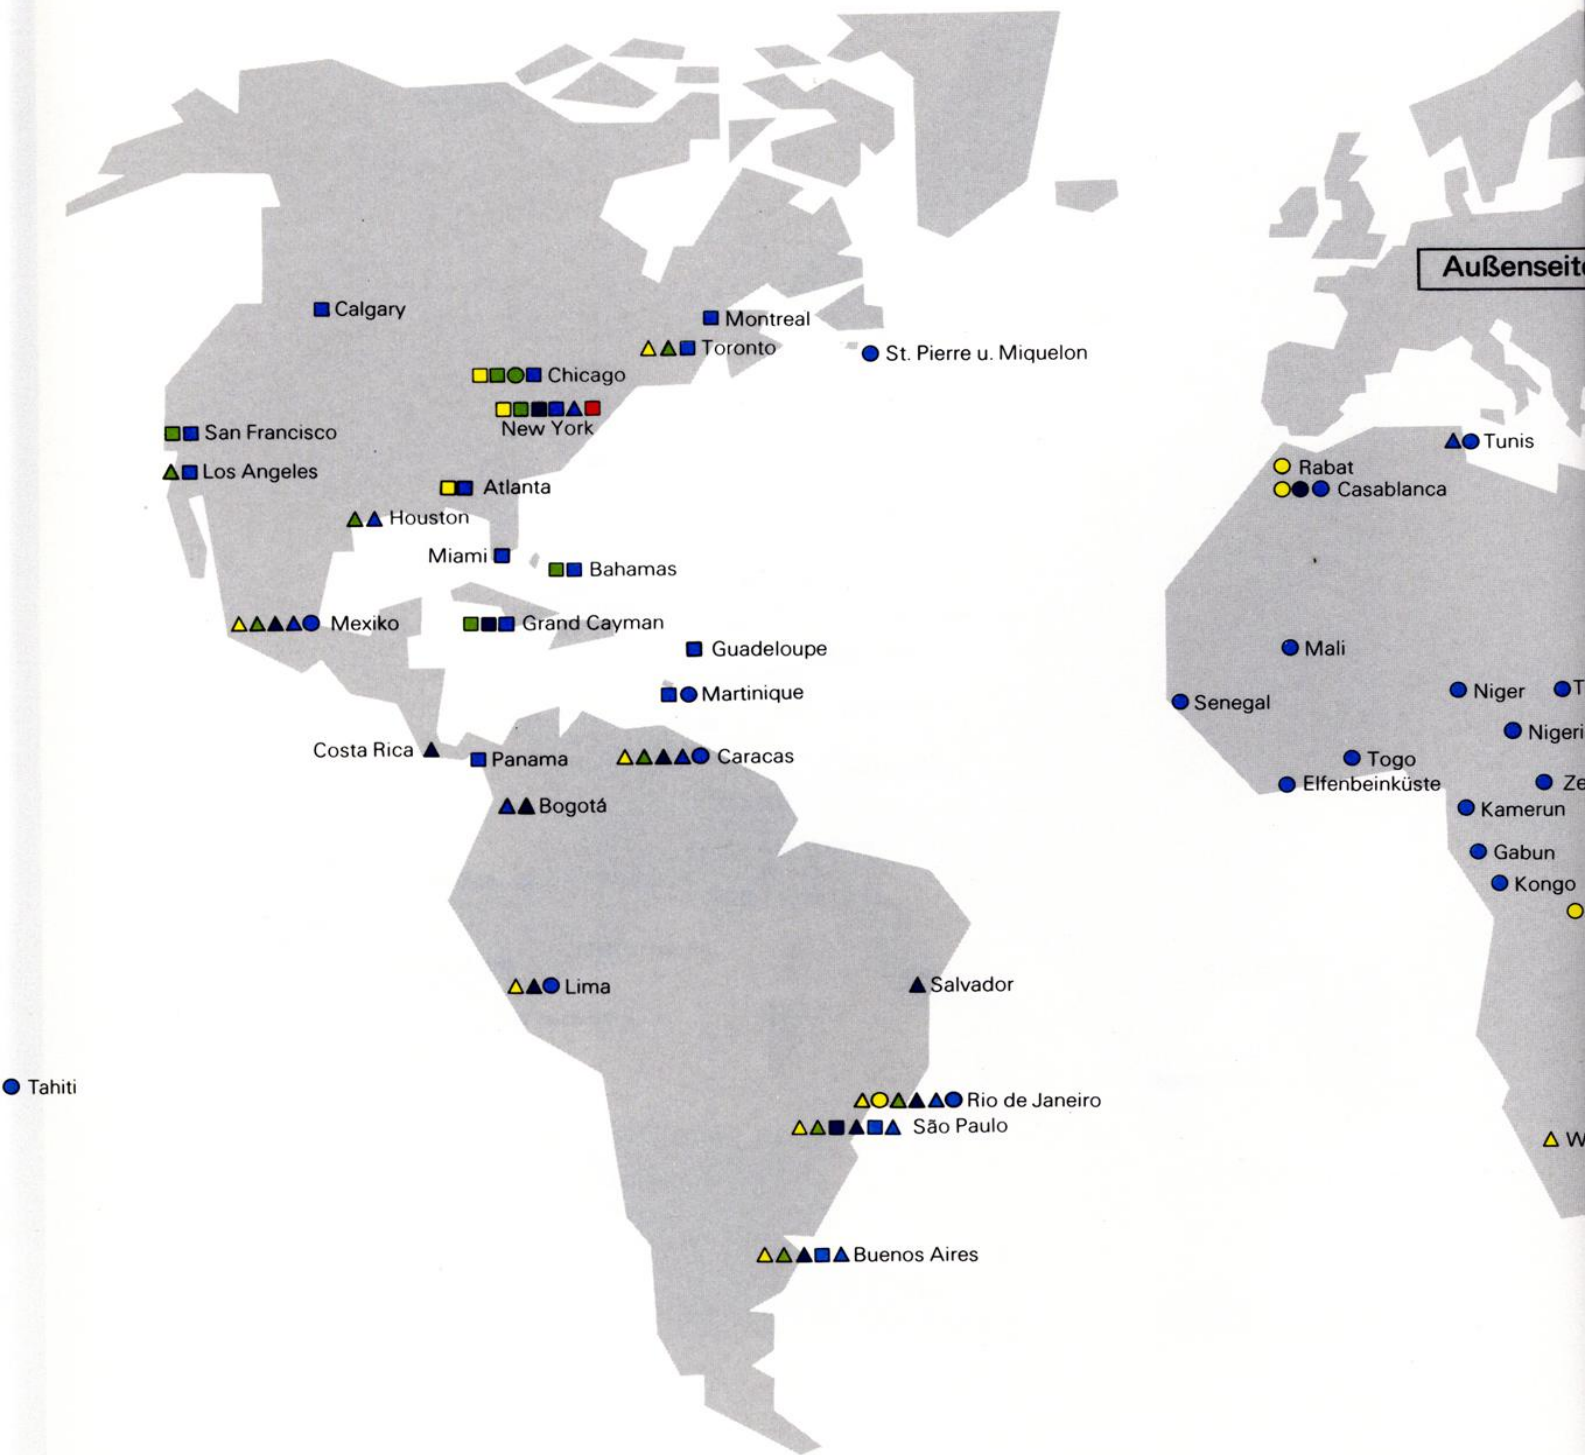 Außenseite
Calgary
Montreal
Toronto
St. Pierre u. Miquelon
Chicago
New York
San Francisco
Tunis
Los Angeles
Rabat
Atlanta
Casablanca
Houston
Miami
Bahamas
Mexiko
Grand Cayman
Guadeloupe
Mali
Martinique
Niger
T
Senegal
Nigeri
Costa Rica
Panama
Caracas
Togo
Elfenbeinküste
Ze
Bogotá
Kamerun
Gabun
Kongo
Lima
Salvador
Tahiti
Rio de Janeiro
São Paulo
W
Buenos Aires